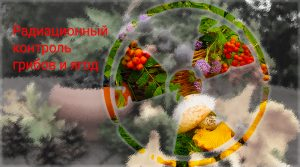 Радиационный
контроль
грибов и ягод